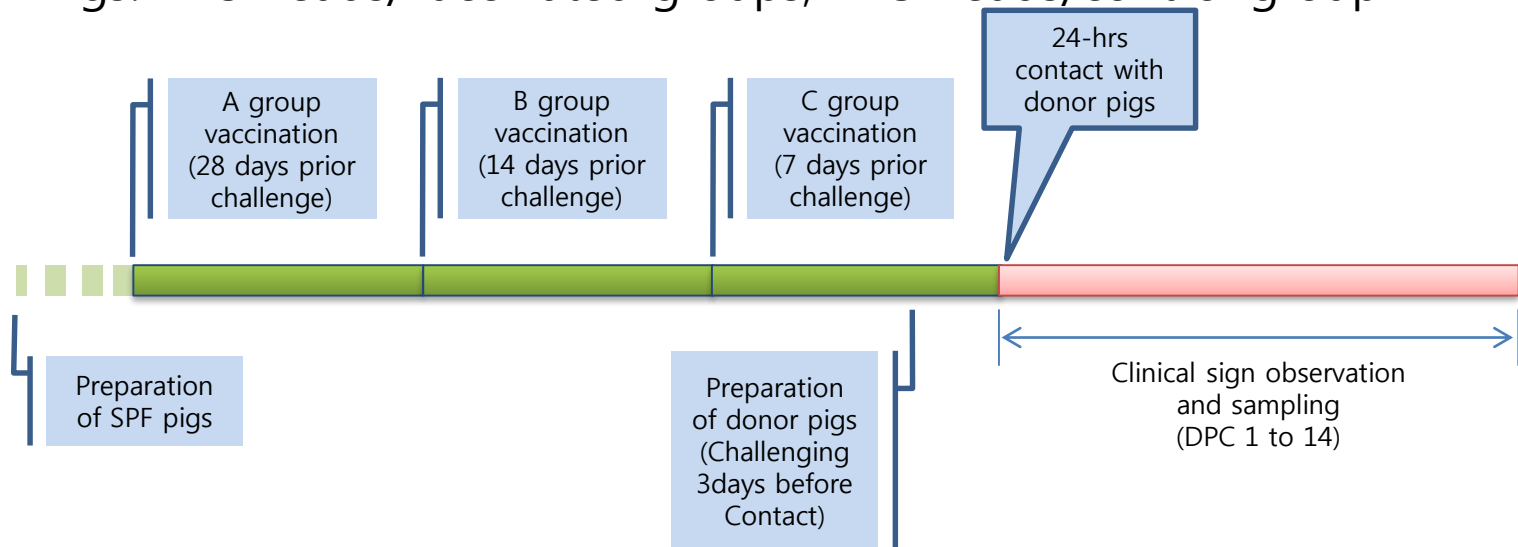 24-hrs
contact with
donor pigs
A group
vaccination
(28 days prior
challenge)
B group
vaccination
(14 days prior
challenge)
C group
vaccination
(7 days prior
challenge)
Preparation
of SPF pigs
Preparation
of donor pigs
(Challenging
3days before
Contact)
Clinical sign observation
and sampling
(DPC 1 to 14)